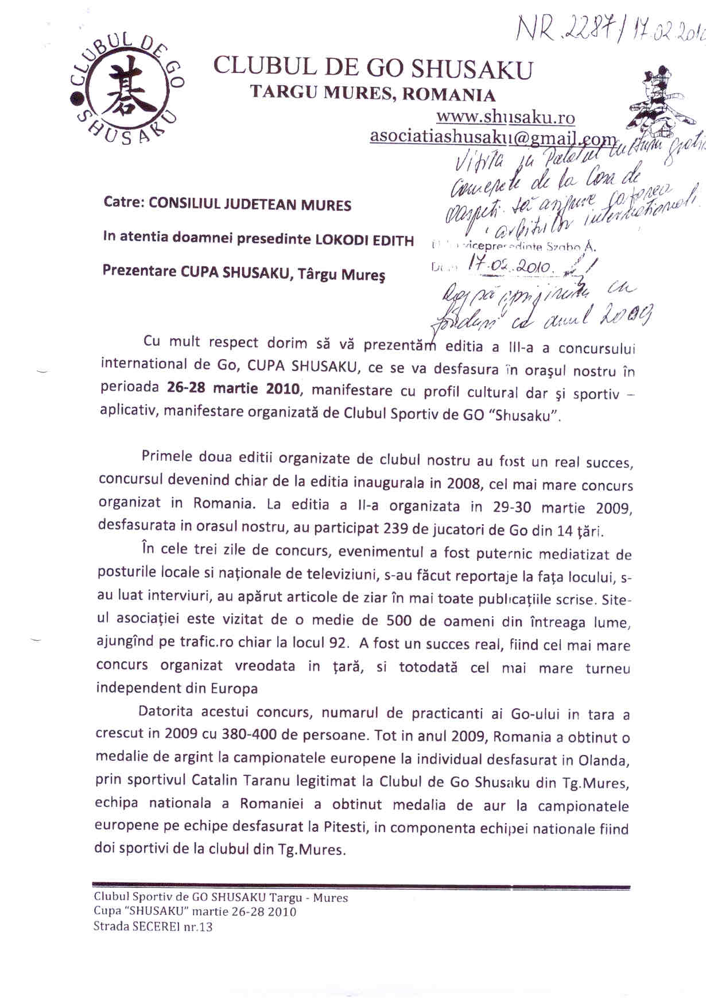 NR.2287/17.02.2010
CLUBUL DE GO SHUSAKU
碁
CLUBUL DE GO SHUSAKU
TARGU MURES, ROMANIA
www.shusaku.ro
asociatiashusaku@gmail.com
Vizita la Palatul culturii gratis
Camerele de la Casa de
oaspeti. să asigure cazarea
arbitrilor internationali.
Catre: CONSILIUL JUDETEAN MURES
In atentia doamnei presedinte LOKODI EDITH
vicepresedinte Szabo A.
17.02.2010.
Prezentare CUPA SHUSAKU, Târgu Mureş
Rog să sprijiniti cu
fonduri ca anul 2009
Cu mult respect dorim să vă prezentăm editia a III-a a concursului
international de Go, CUPA SHUSAKU, ce se va desfasura în oraşul nostru în
perioada 26-28 martie 2010, manifestare cu profil cultural dar şi sportiv –
aplicativ, manifestare organizată de Clubul Sportiv de GO "Shusaku".
Primele doua editii organizate de clubul nostru au fost un real succes,
concursul devenind chiar de la editia inaugurala in 2008, cel mai mare concurs
organizat in Romania. La editia a II-a organizata in 29-30 martie 2009,
desfasurata in orasul nostru, au participat 239 de jucatori de Go din 14 ţări.
În cele trei zile de concurs, evenimentul a fost puternic mediatizat de
posturile locale si naţionale de televiziuni, s-au făcut reportaje la faţa locului, s-
au luat interviuri, au apărut articole de ziar în mai toate publicaţiile scrise. Site-
ul asociaţiei este vizitat de o medie de 500 de oameni din întreaga lume,
ajungînd pe trafic.ro chiar la locul 92. A fost un succes real, fiind cel mai mare
concurs organizat vreodata in ţară, si totodată cel mai mare turneu
independent din Europa
Datorita acestui concurs, numarul de practicanti ai Go-ului in tara a
crescut in 2009 cu 380-400 de persoane. Tot in anul 2009, Romania a obtinut o
medalie de argint la campionatele europene la individual desfasurat in Olanda,
prin sportivul Catalin Taranu legitimat la Clubul de Go Shusaku din Tg.Mures,
echipa nationala a Romaniei a obtinut medalia de aur la campionatele
europene pe echipe desfasurat la Pitesti, in componenta echipei nationale fiind
doi sportivi de la clubul din Tg.Mures.
Clubul Sportiv de GO SHUSAKU Targu - Mures
Cupa "SHUSAKU" martie 26-28 2010
Strada SECEREI nr.13